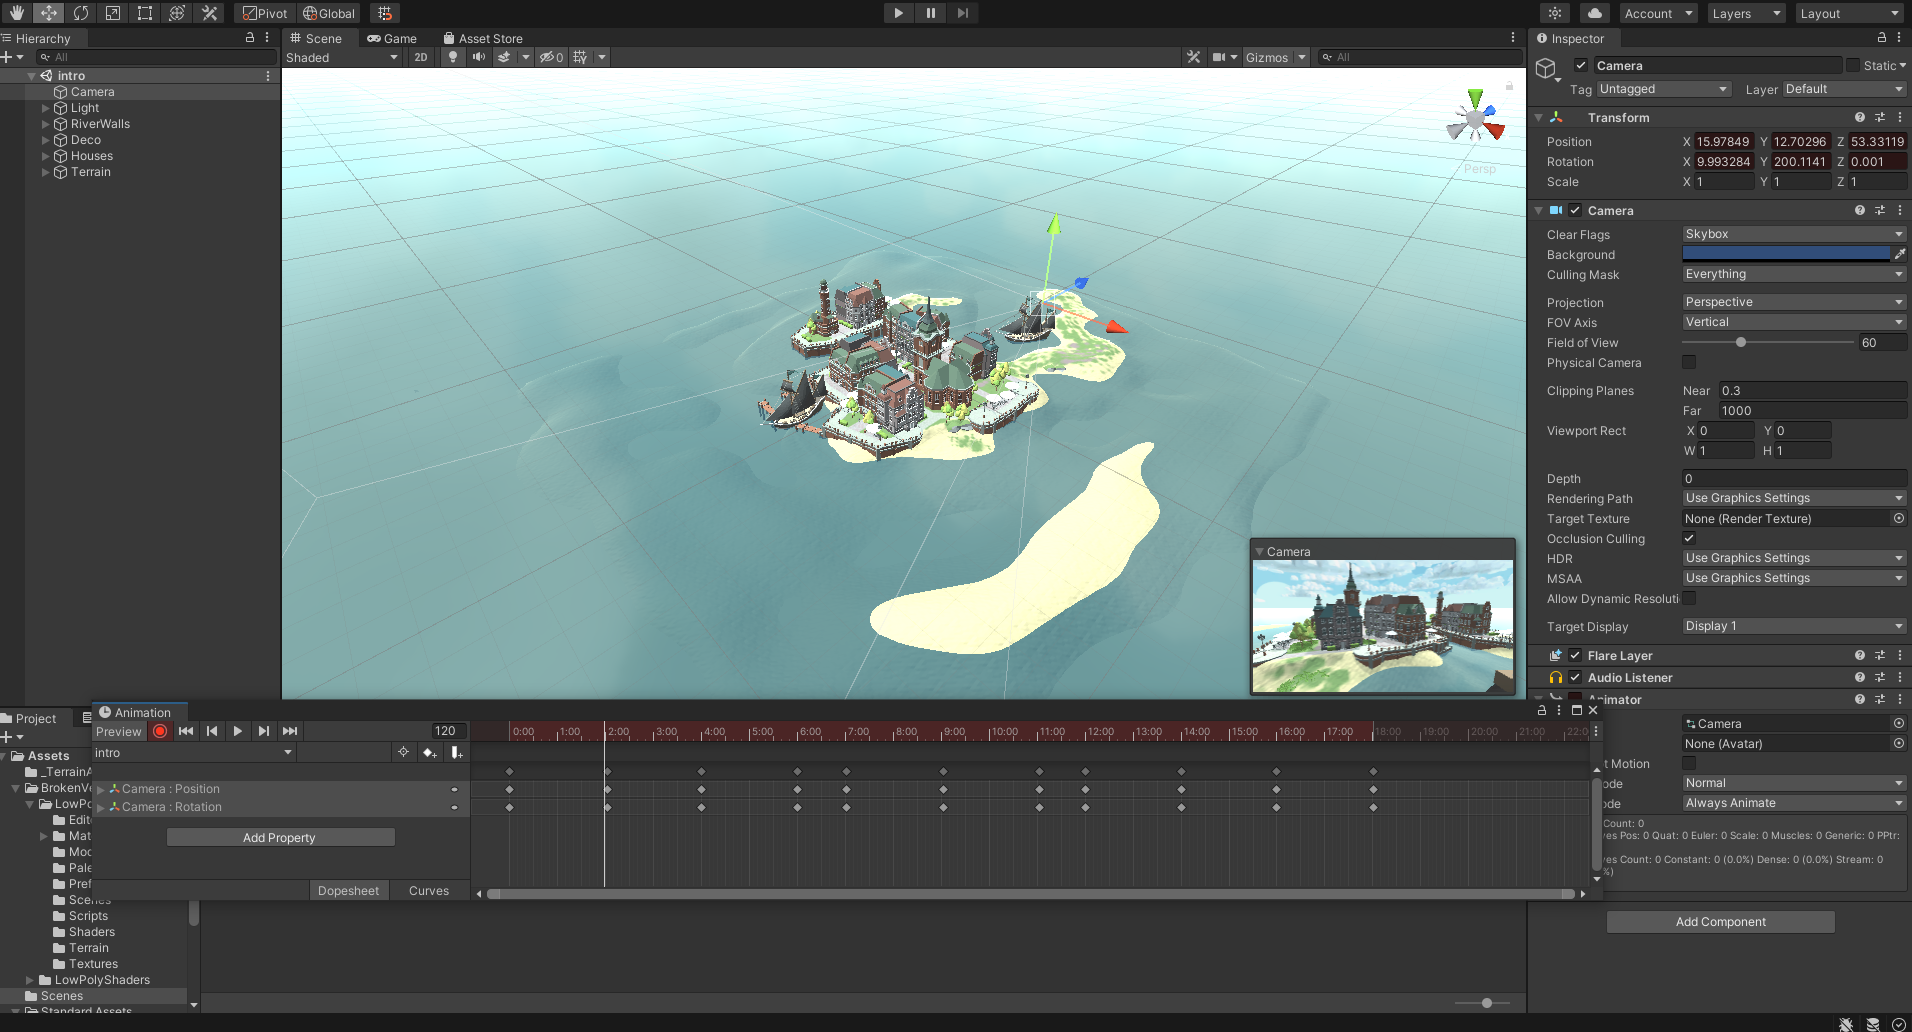 Pivot Global Account Layers Layout
Hierarchy
All
intro
Camera
Light
RiverWalls
Deco
Houses
Terrain
Scene Game Asset Store
Shaded 2D 0 Gizmos All
Persp
Camera
Inspector
Camera Static
Tag Untagged Layer Default
Transform
Position X 15.97849 Y 12.70296 Z 53.33119
Rotation X 9.993284 Y 200.1141 Z 0.001
Scale X 1 Y 1 Z 1
Camera
Clear Flags Skybox
Background
Culling Mask Everything
Projection Perspective
FOV Axis Vertical
Field of View 60
Physical Camera
Clipping Planes Near 0.3
Far 1000
Viewport Rect X 0 Y 0
W 1 H 1
Depth 0
Rendering Path Use Graphics Settings
Target Texture None (Render Texture)
Occlusion Culling
HDR Use Graphics Settings
MSAA Use Graphics Settings
Allow Dynamic Resoluti
Target Display Display 1
Flare Layer
Audio Listener
Animator
Camera
None (Avatar)
t Motion
ode Normal
ode Always Animate
Count: 0
ves Pos: 0 Quat: 0 Euler: 0 Scale: 0 Muscles: 0 Generic: 0 PPtr:
ves Count: 0 Constant: 0 (0.0%) Dense: 0 (0.0%) Stream: 0
%)
Add Component
Project
Assets
_TerrainA
BrokenVe
LowPo
Edit
Mat
Moc
Pale
Pref
Scenes
Scripts
Shaders
Terrain
Textures
LowPolyShaders
Scenes
Standard Assets
Animation
Preview 120 0:00 1:00 2:00 3:00 4:00 5:00 6:00 7:00 8:00 9:00 10:00 11:00 12:00 13:00 14:00 15:00 16:00 17:00 18:00 19:00 20:00 21:00 22:0
intro
Camera : Position
Camera : Rotation
Add Property
Dopesheet Curves